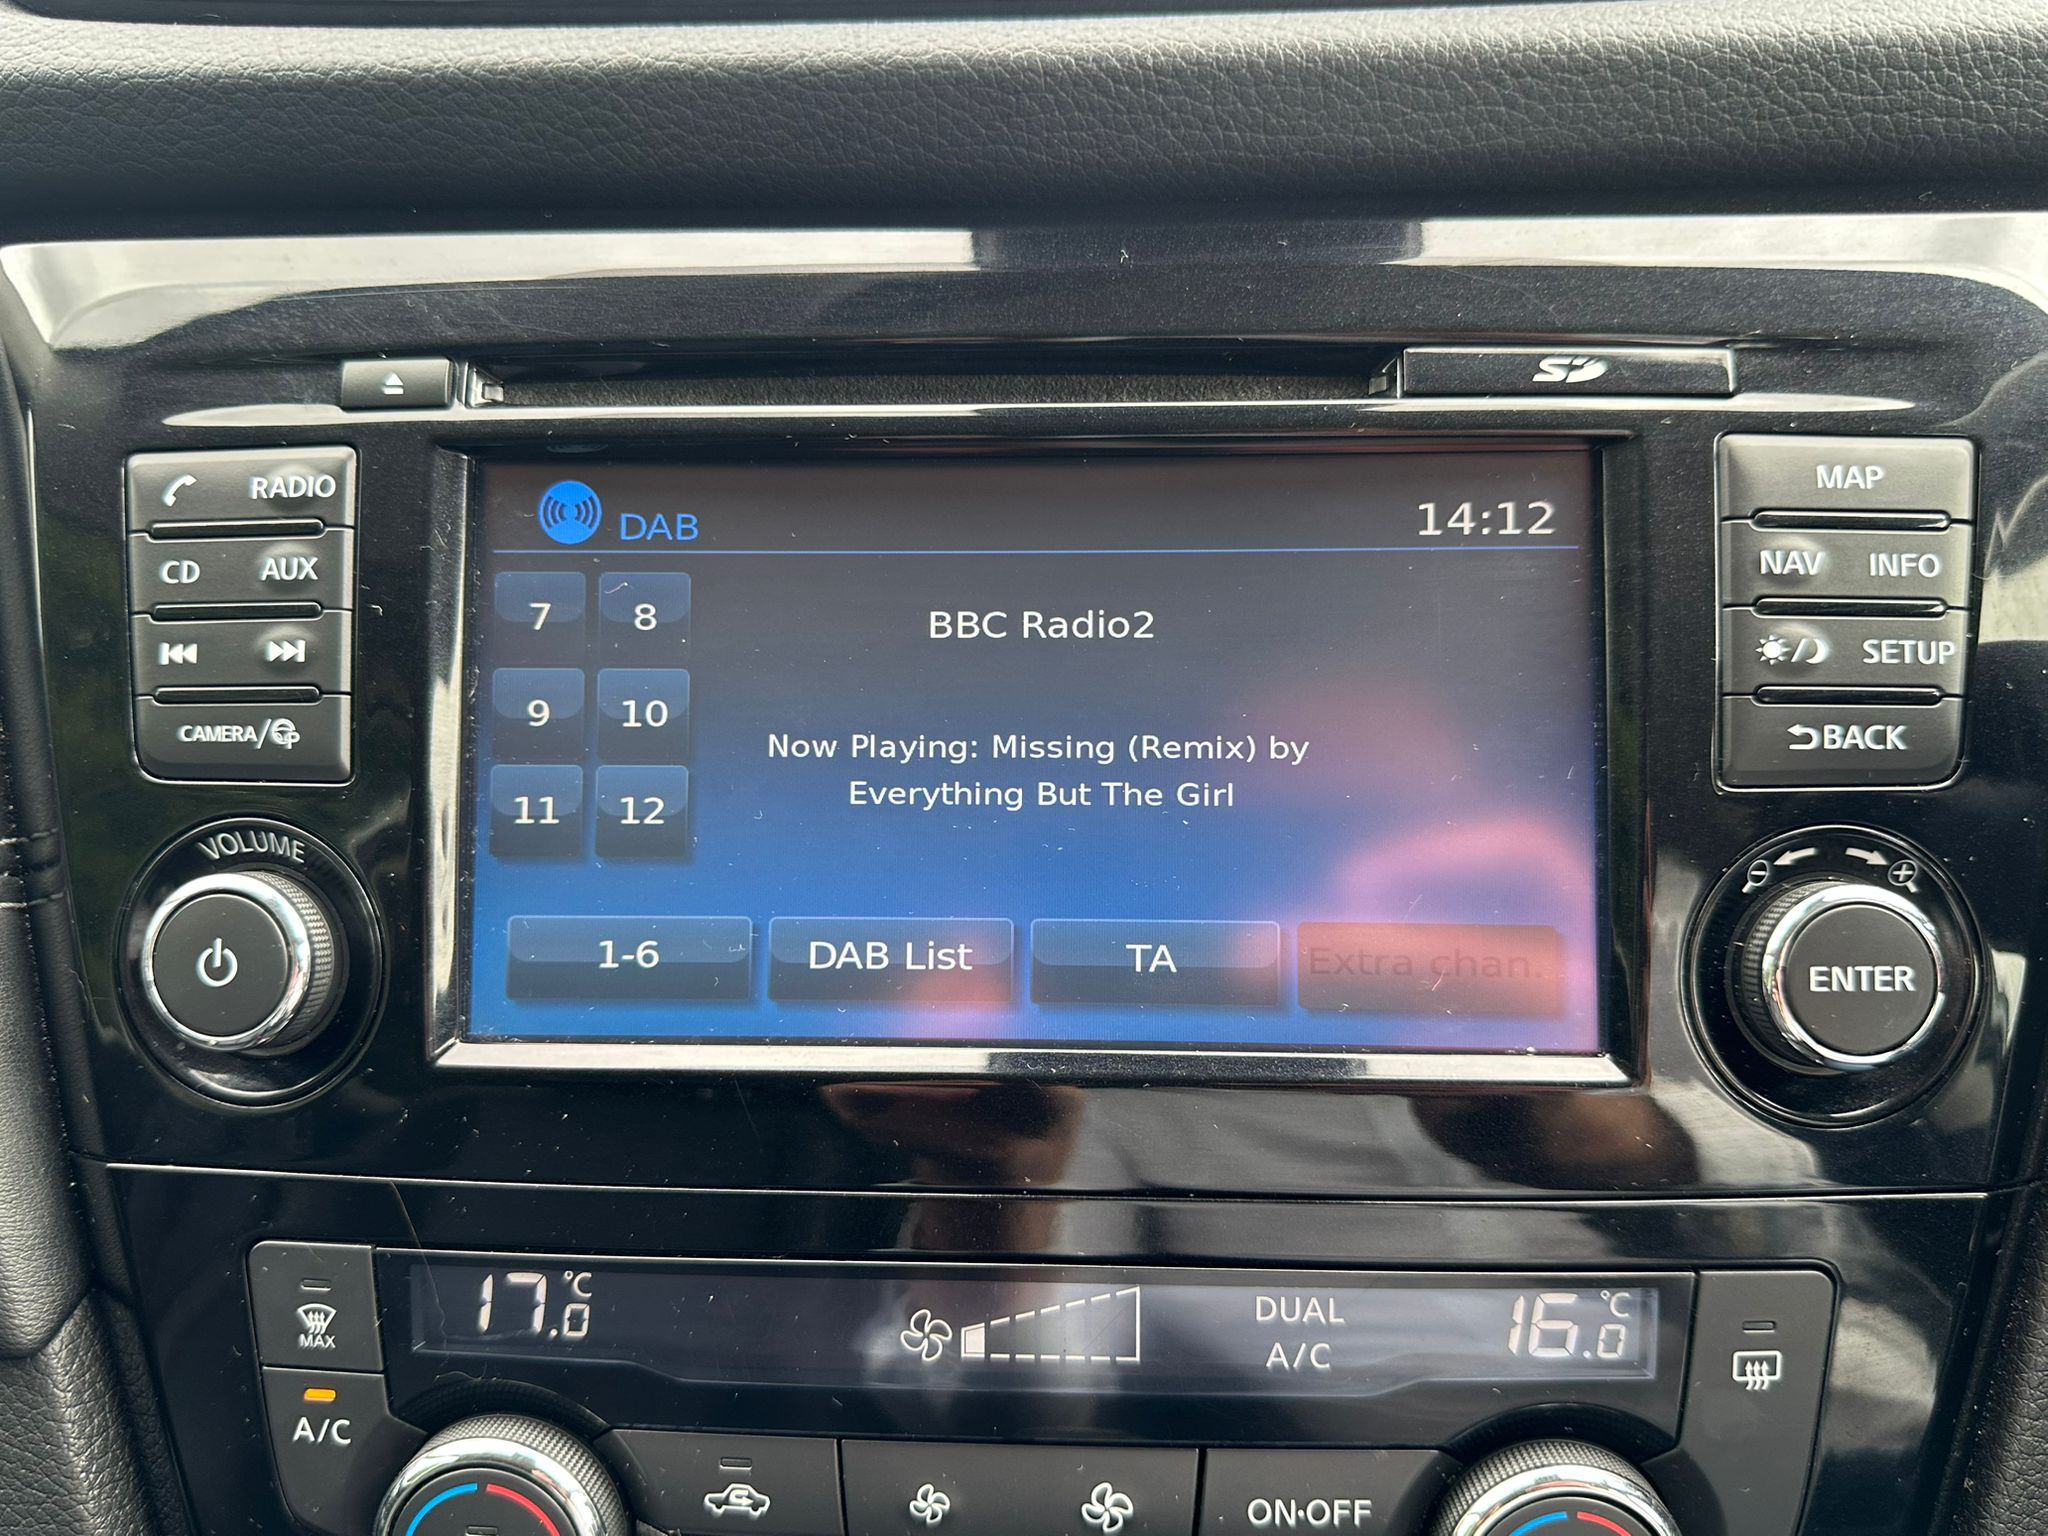 SD
RADIO
CD AUX
CAMERA/
VOLUME
DAB
14:12
7 8
9 10
11 12
BBC Radio2
Now Playing: Missing (Remix) by
Everything But The Girl
1-6
DAB List
TA
Extra chan.
MAP
NAV INFO
SETUP
BACK
ENTER
MAX
A/C
17.0 °C
DUAL
A/C
16.0 °C
ON•OFF